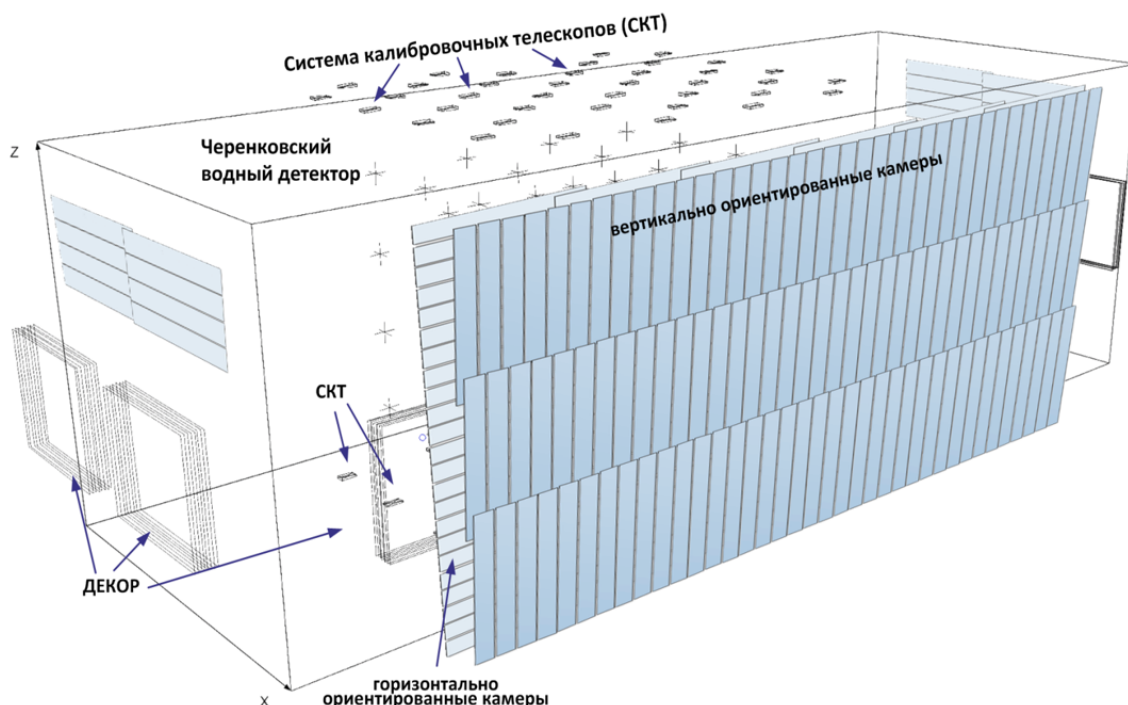 Система калибровочных телескопов (СКТ)
Z
Черенковский
водный детектор
вертикально ориентированные камеры
СКТ
ДЕКОР
горизонтально
ориентированные камеры
X